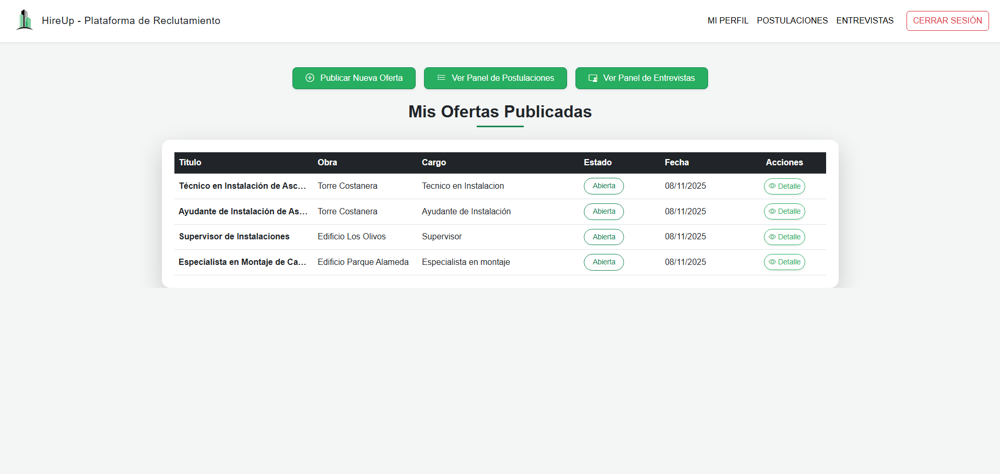 HireUp - Plataforma de Reclutamiento MI PERFIL POSTULACIONES ENTREVISTAS CERRAR SESIÓN
Publicar Nueva Oferta Ver Panel de Postulaciones Ver Panel de Entrevistas
Mis Ofertas Publicadas
Título Obra Cargo Estado Fecha Acciones
Técnico en Instalación de Asc... Torre Costanera Tecnico en Instalacion Abierta 08/11/2025 Detalle
Ayudante de Instalación de As... Torre Costanera Ayudante de Instalación Abierta 08/11/2025 Detalle
Supervisor de Instalaciones Edificio Los Olivos Supervisor Abierta 08/11/2025 Detalle
Especialista en Montaje de Ca... Edificio Parque Alameda Especialista en montaje Abierta 08/11/2025 Detalle